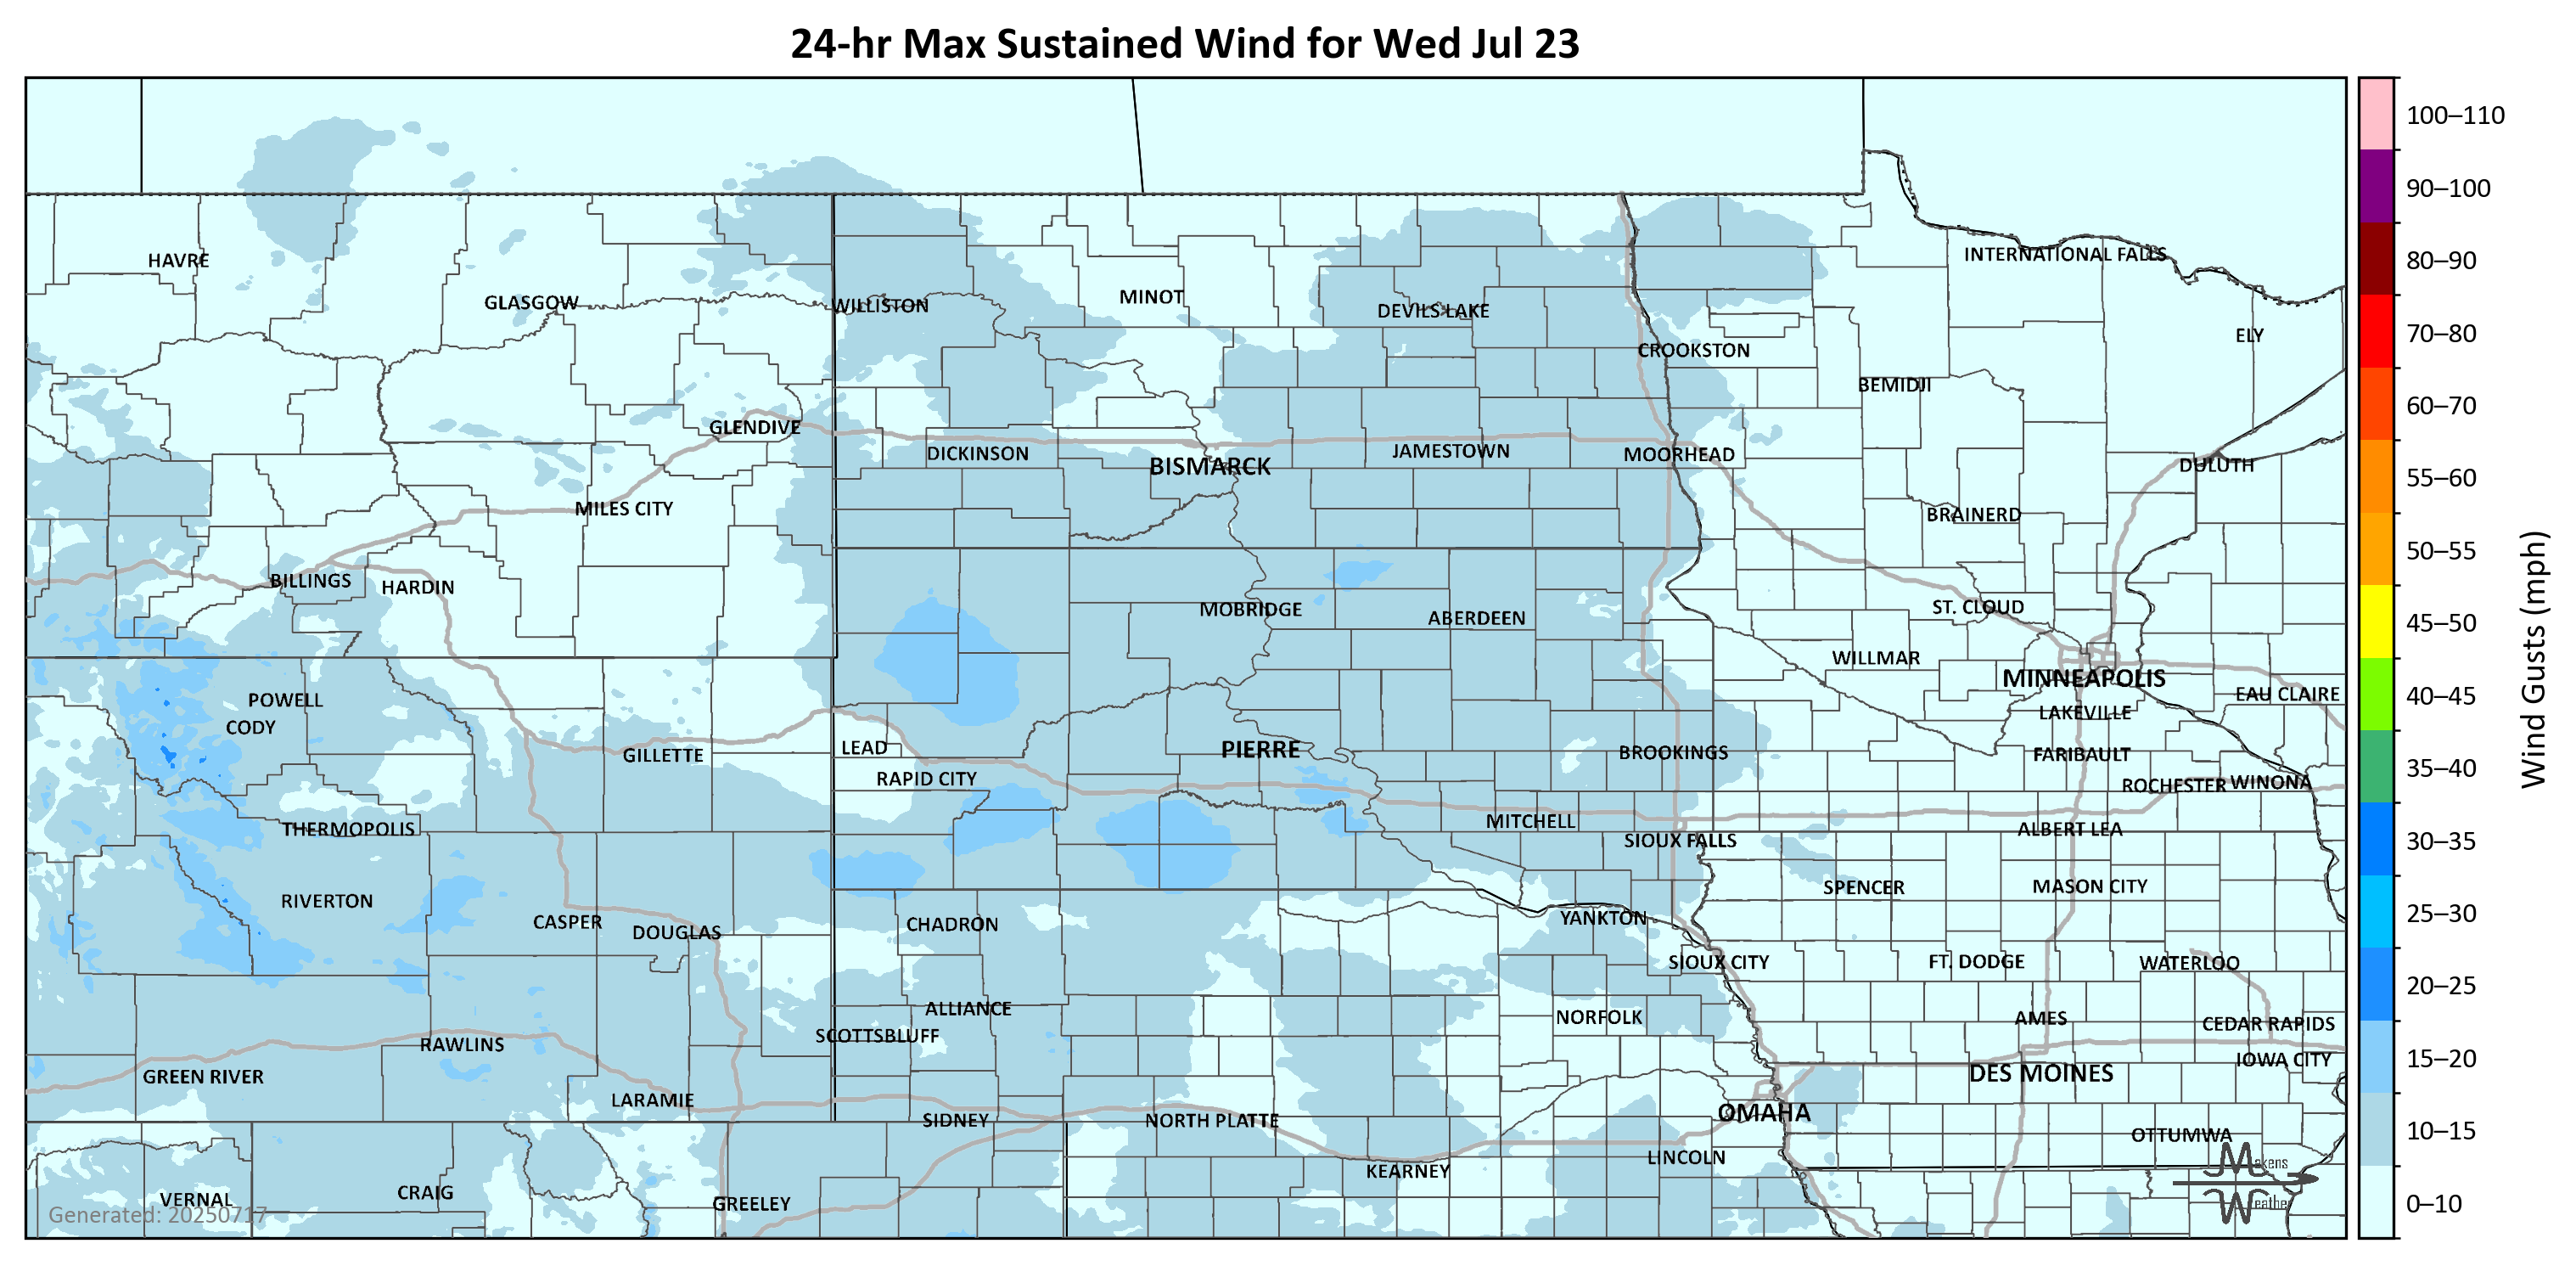 24-hr Max Sustained Wind for Wed Jul 23
100–110
90–100
INTERNATIONAL FALLS
HAVRE
80–90
MINOT
GLASGOW
WILLISTON
DEVILS LAKE
70–80
ELY
CROOKSTON
BEMIDJI
60–70
GLENDIVE
DICKINSON
JAMESTOWN
MOORHEAD
BISMARCK
DULUTH
55–60
MILES CITY
BRAINERD
50–55
BILLINGS
HARDIN
MOBRIDGE
ABERDEEN
ST. CLOUD
45–50
WILLMAR
MINNEAPOLIS
Wind Gusts (mph)
POWELL
EAU CLAIRE
40–45
CODY
LAKEVILLE
LEAD
PIERRE
BROOKINGS
GILLETTE
FARIBAULT
35–40
RAPID CITY
ROCHESTER
WINONA
THERMOPOLIS
MITCHELL
ALBERT LEA
SIOUX FALLS
30–35
SPENCER
MASON CITY
RIVERTON
CASPER
DOUGLAS
CHADRON
YANKTON
25–30
SIOUX CITY
FT. DODGE
WATERLOO
20–25
ALLIANCE
NORFOLK
AMES
CEDAR RAPIDS
SCOTTSBLUFF
RAWLINS
IOWA CITY
15–20
GREEN RIVER
DES MOINES
LARAMIE
SIDNEY
NORTH PLATTE
OMAHA
10–15
OTTUMWA
LINCOLN
KEARNEY
Makens
Weather
VERNAL
CRAIG
GREELEY
0–10
Generated: 20250717